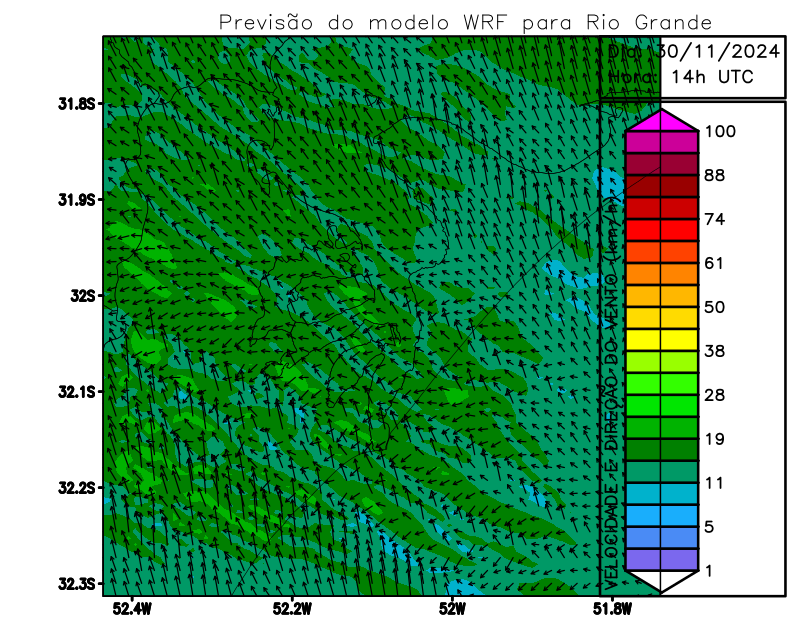 Previsão do modelo WRF para Rio Grande
Dia: 30/11/2024
Hora: 14h UTC
31.8S
31.9S
32S
32.1S
32.2S
32.3S
52.4W
52.2W
52W
51.8W
VELOCIDADE E DIREÇÃO DO VENTO (km/h)
100
88
74
61
50
38
28
19
11
5
1